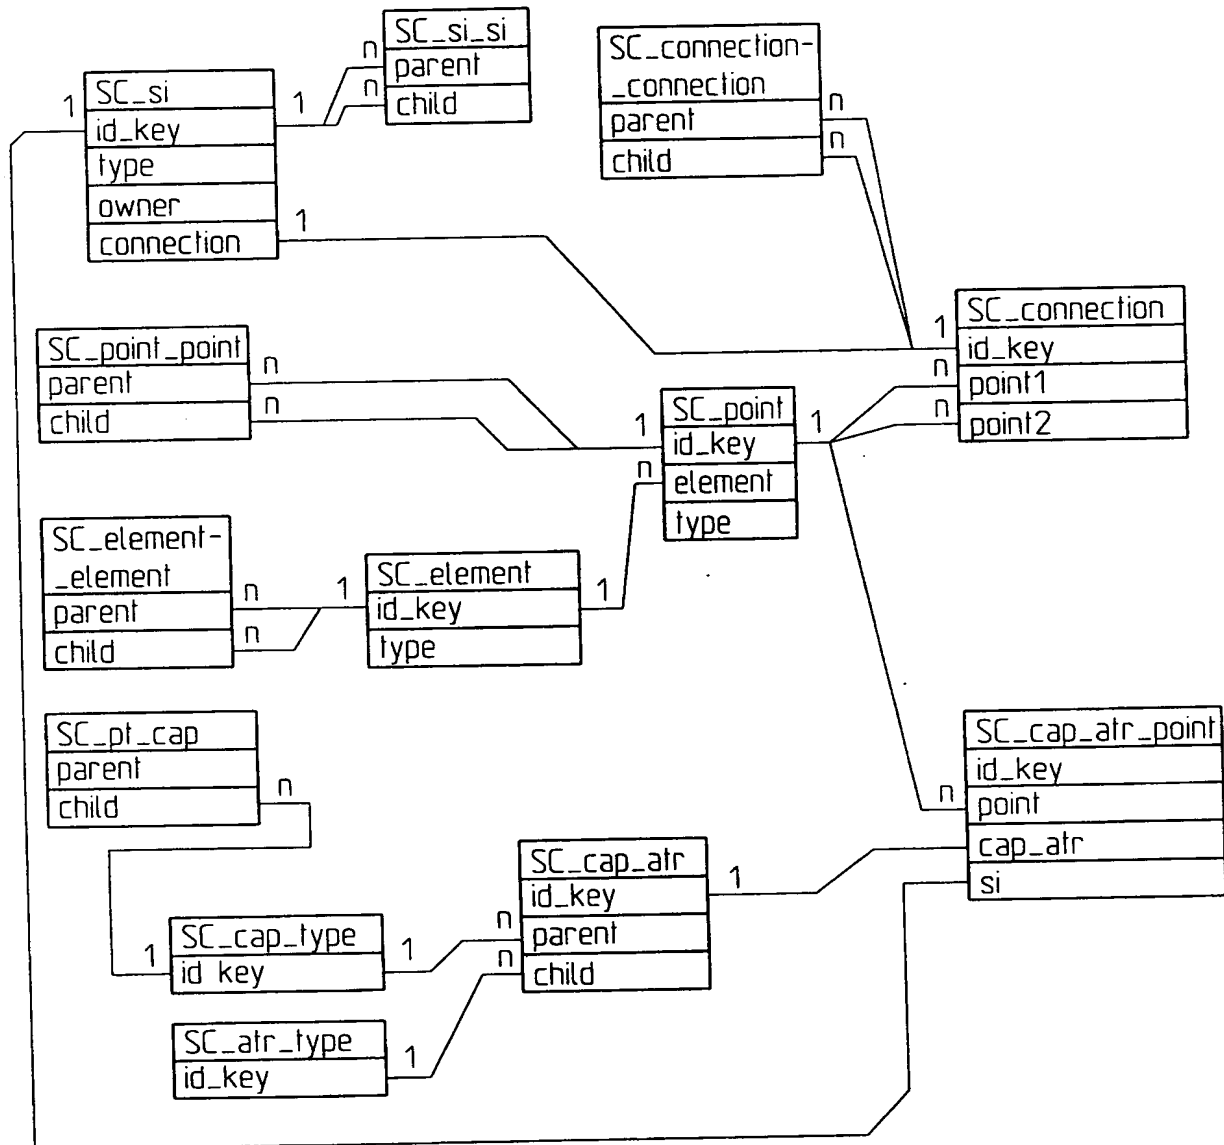 SC_si_si
parent
child
n
n
SC_connection-
_connection
parent
child
n
n
1
SC_si
id_key
type
owner
connection
1
1
SC_connection
id_key
point1
point2
1
n
n
SC_point_point
parent
child
n
n
SC_point
id_key
element
type
1
n
1
SC_element-
_element
parent
child
n
n
1
SC_element
id_key
type
1
SC_pt_cap
parent
child
n
SC_cap_atr_point
id_key
point
cap_atr
si
n
SC_cap_atr
id_key
parent
child
1
n
n
1
SC_cap_type
id key
1
SC_atr_type
id_key
1